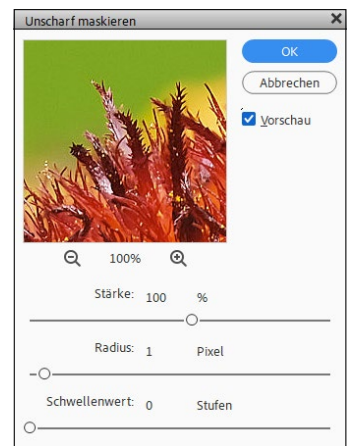 Unscharf maskieren
OK
Abbrechen
Vorschau
100%
Stärke: 100 %
Radius: 1 Pixel
Schwellenwert: 0 Stufen